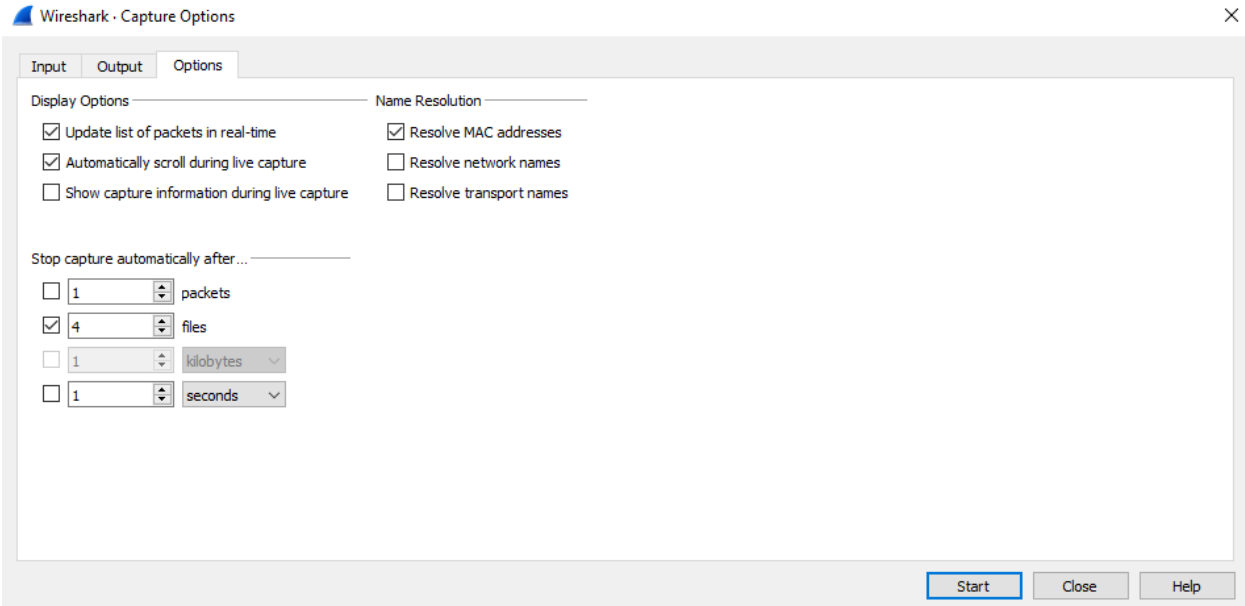 Wireshark · Capture Options
Input Output Options
Display Options
Update list of packets in real-time
Automatically scroll during live capture
Show capture information during live capture
Name Resolution
Resolve MAC addresses
Resolve network names
Resolve transport names
Stop capture automatically after...
1 packets
4 files
1 kilobytes
1 seconds
Start Close Help